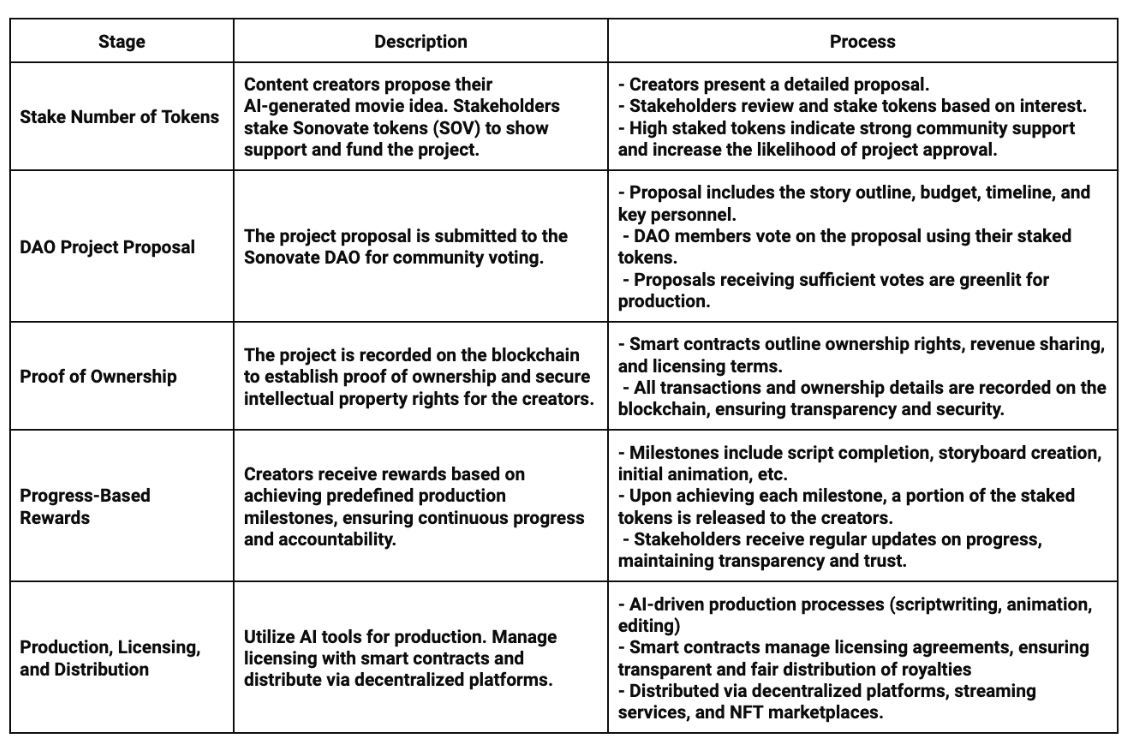 Stage
Description
Process
Stake Number of Tokens
Content creators propose their
AI-generated movie idea. Stakeholders
stake Sonovate tokens (SOV) to show
support and fund the project.
- Creators present a detailed proposal.
- Stakeholders review and stake tokens based on interest.
- High staked tokens indicate strong community support
and increase the likelihood of project approval.
DAO Project Proposal
The project proposal is submitted to the
Sonovate DAO for community voting.
- Proposal includes the story outline, budget, timeline, and
key personnel.
- DAO members vote on the proposal using their staked
tokens.
- Proposals receiving sufficient votes are greenlit for
production.
Proof of Ownership
The project is recorded on the blockchain
to establish proof of ownership and secure
intellectual property rights for the creators.
- Smart contracts outline ownership rights, revenue sharing,
and licensing terms.
- All transactions and ownership details are recorded on the
blockchain, ensuring transparency and security.
Progress-Based
Rewards
Creators receive rewards based on
achieving predefined production
milestones, ensuring continuous progress
and accountability.
- Milestones include script completion, storyboard creation,
initial animation, etc.
- Upon achieving each milestone, a portion of the staked
tokens is released to the creators.
- Stakeholders receive regular updates on progress,
maintaining transparency and trust.
Production, Licensing,
and Distribution
Utilize AI tools for production. Manage
licensing with smart contracts and
distribute via decentralized platforms.
- AI-driven production processes (scriptwriting, animation,
editing)
- Smart contracts manage licensing agreements, ensuring
transparent and fair distribution of royalties
- Distributed via decentralized platforms, streaming
services, and NFT marketplaces.